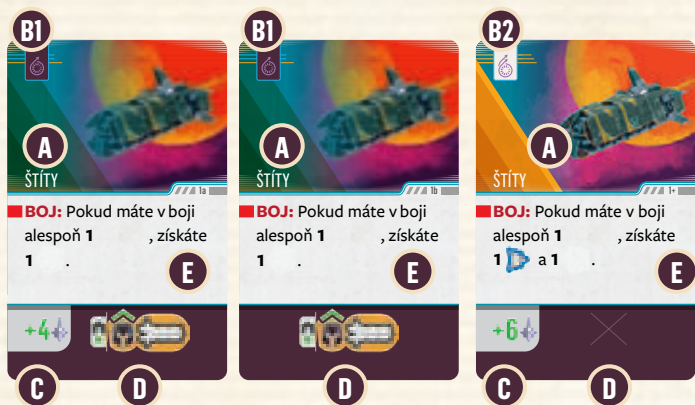 B1
A
ŠTÍTY
1a
BOJ: Pokud máte v boji
alespoň 1 , získáte
1 .
E
+4
C
D
B1
A
ŠTÍTY
1b
BOJ: Pokud máte v boji
alespoň 1 , získáte
1 .
E
D
B2
A
ŠTÍTY
1+
BOJ: Pokud máte v boji
alespoň 1 , získáte
1 a 1 .
E
+6
C
D